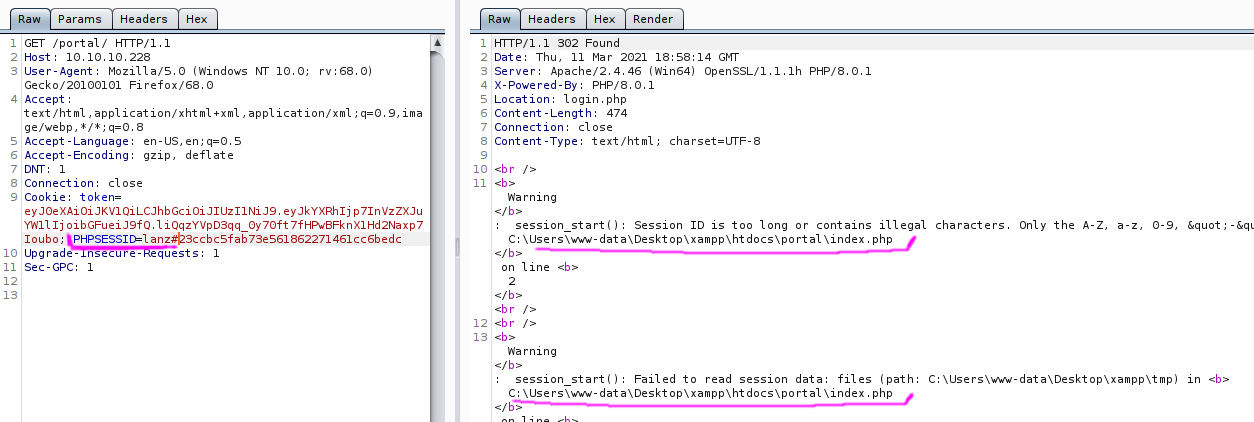 Raw Params Headers Hex
1 GET /portal/ HTTP/1.1
2 Host: 10.10.10.228
3 User-Agent: Mozilla/5.0 (Windows NT 10.0; rv:68.0)
Gecko/20100101 Firefox/68.0
4 Accept:
text/html,application/xhtml+xml,application/xml;q=0.9,ima
ge/webp,*/*;q=0.8
5 Accept-Language: en-US,en;q=0.5
6 Accept-Encoding: gzip, deflate
7 DNT: 1
8 Connection: close
9 Cookie: token=
eyJ0eXAiOiJKV1QiLCJhbGciOiJIUzI1NiJ9.eyJkYXRhIjp7InVzZXJu
YW1lIjoibGFueiJ9fQ.liQqzYVpD3qq_0y70ft7fHPwBFknX1Hd2Naxp7
Ioubo; PHPSESSID=lanz#23ccbc5fab73e561862271461cc6bedc
10 Upgrade-Insecure-Requests: 1
11 Sec-GPC: 1
12
13
Raw Headers Hex Render
1 HTTP/1.1 302 Found
2 Date: Thu, 11 Mar 2021 18:58:14 GMT
3 Server: Apache/2.4.46 (Win64) OpenSSL/1.1.1h PHP/8.0.1
4 X-Powered-By: PHP/8.0.1
5 Location: login.php
6 Content-Length: 474
7 Connection: close
8 Content-Type: text/html; charset=UTF-8
9
10 <br />
11 <b>
Warning
</b>
: session_start(): Session ID is too long or contains illegal characters. Only the A-Z, a-z, 0-9, &quot;-&qu
C:\Users\www-data\Desktop\xampp\htdocs\portal\index.php
</b>
on line <b>
2
</b>
<br />
12 <br />
13 <b>
Warning
</b>
: session_start(): Failed to read session data: files (path: C:\Users\www-data\Desktop\xampp\tmp) in <b>
C:\Users\www-data\Desktop\xampp\htdocs\portal\index.php
</b>
on line <b>